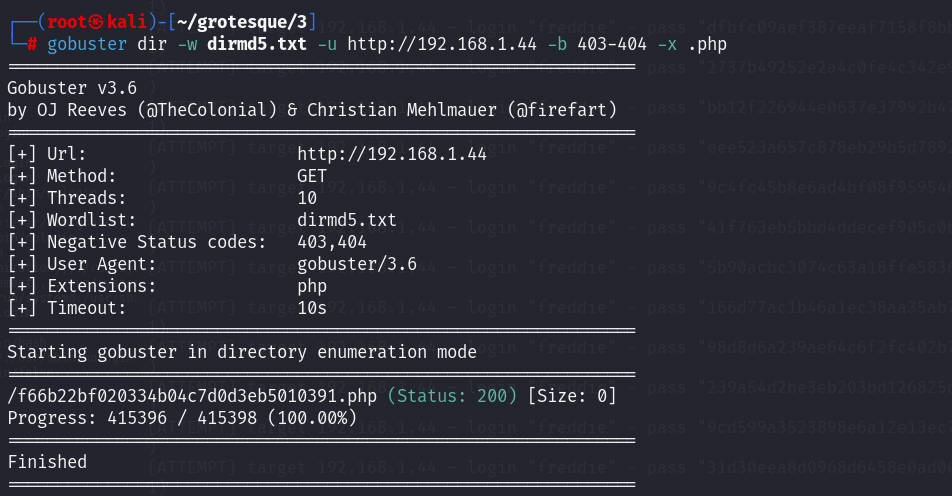 ┌──(root㉿kali)-[~/grotesque/3]
└─# gobuster dir -w dirmd5.txt -u http://192.168.1.44 -b 403-404 -x .php
===============================================================
Gobuster v3.6
by OJ Reeves (@TheColonial) & Christian Mehlmauer (@firefart)
===============================================================
[+] Url: http://192.168.1.44
[+] Method: GET
[+] Threads: 10
[+] Wordlist: dirmd5.txt
[+] Negative Status codes: 403,404
[+] User Agent: gobuster/3.6
[+] Extensions: php
[+] Timeout: 10s
===============================================================
Starting gobuster in directory enumeration mode
===============================================================
/f66b22bf020334b04c7d0d3eb5010391.php (Status: 200) [Size: 0]
Progress: 415396 / 415398 (100.00%)
===============================================================
Finished
===============================================================